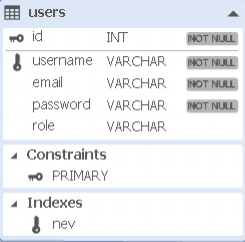 users
id INT NOT NULL
username VARCHAR NOT NULL
email VARCHAR NOT NULL
password VARCHAR NOT NULL
role VARCHAR
Constraints
PRIMARY
Indexes
nev